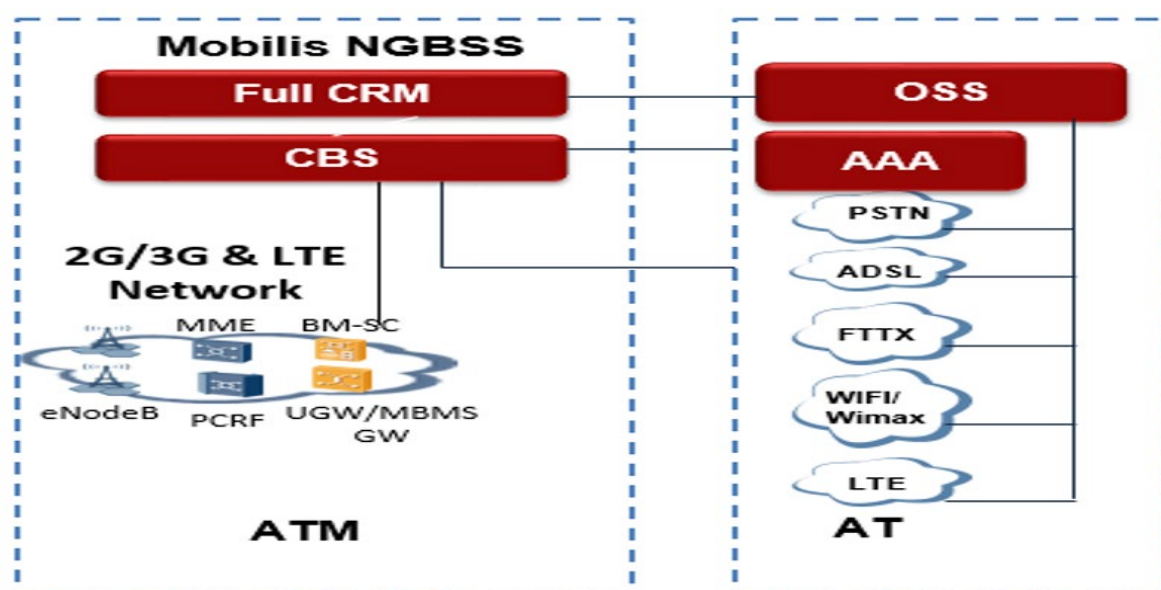 Mobilis NGBSS
Full CRM
CBS
2G/3G & LTE
Network
MME
BM-SC
eNodeB
PCRF
UGW/MBMS
GW
ATM
OSS
AAA
PSTN
ADSL
FTTX
WIFI/
Wimax
LTE
AT